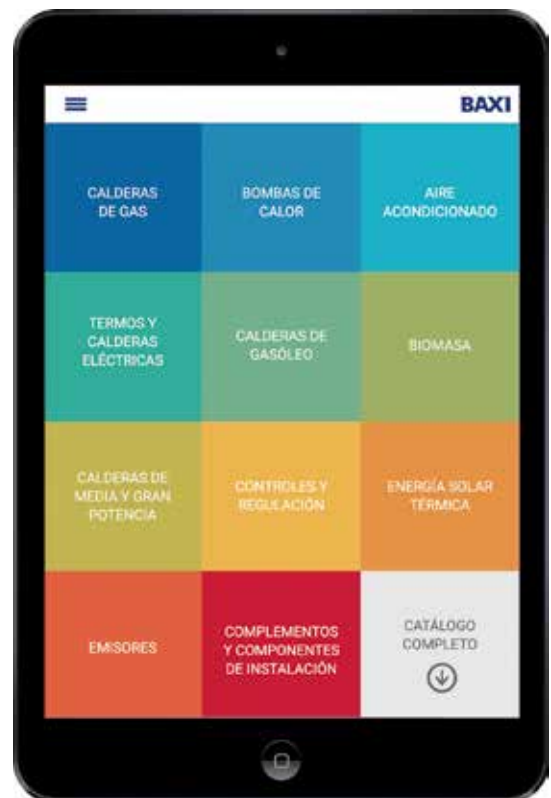 BAXI
CALDERAS
DE GAS
BOMBAS DE
CALOR
AIRE
ACONDICIONADO
TERMOS Y
CALDERAS
ELÉCTRICAS
CALDERAS DE
GASÓLEO
BIOMASA
CALDERAS DE
MEDIA Y GRAN
POTENCIA
CONTROLES Y
REGULACIÓN
ENERGÍA SOLAR
TÉRMICA
EMISORES
COMPLEMENTOS
Y COMPONENTES
DE INSTALACIÓN
CATÁLOGO
COMPLETO